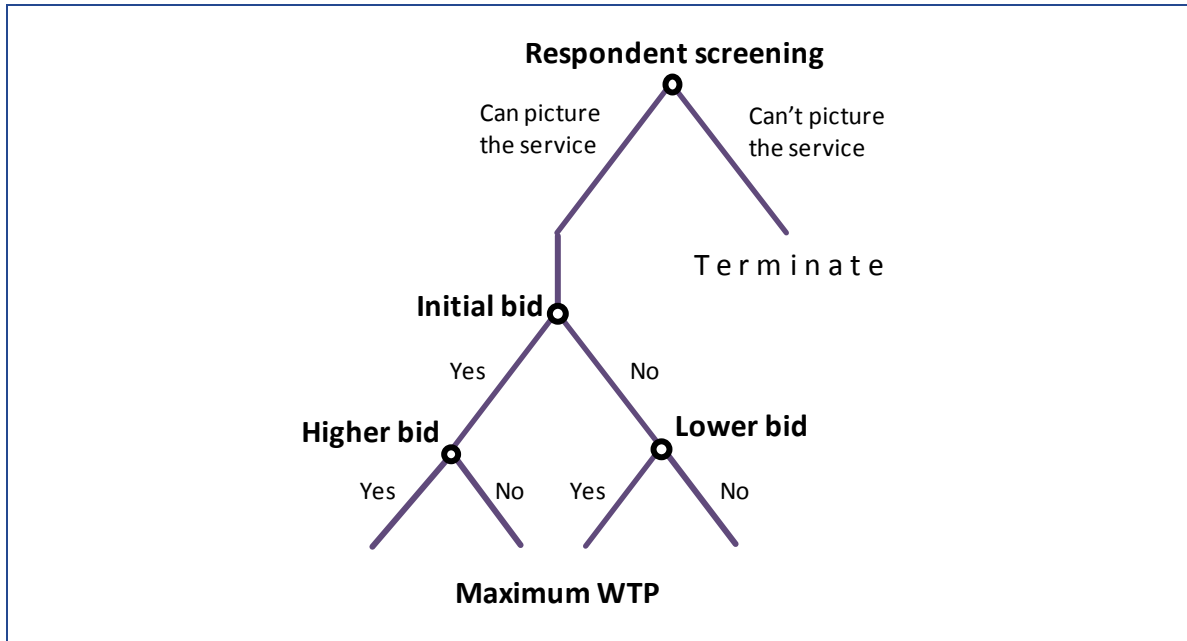 Respondent screening
Can picture
the service
Can't picture
the service
Terminate
Initial bid
Yes
No
Higher bid
Lower bid
Yes
No
Yes
No
Maximum WTP